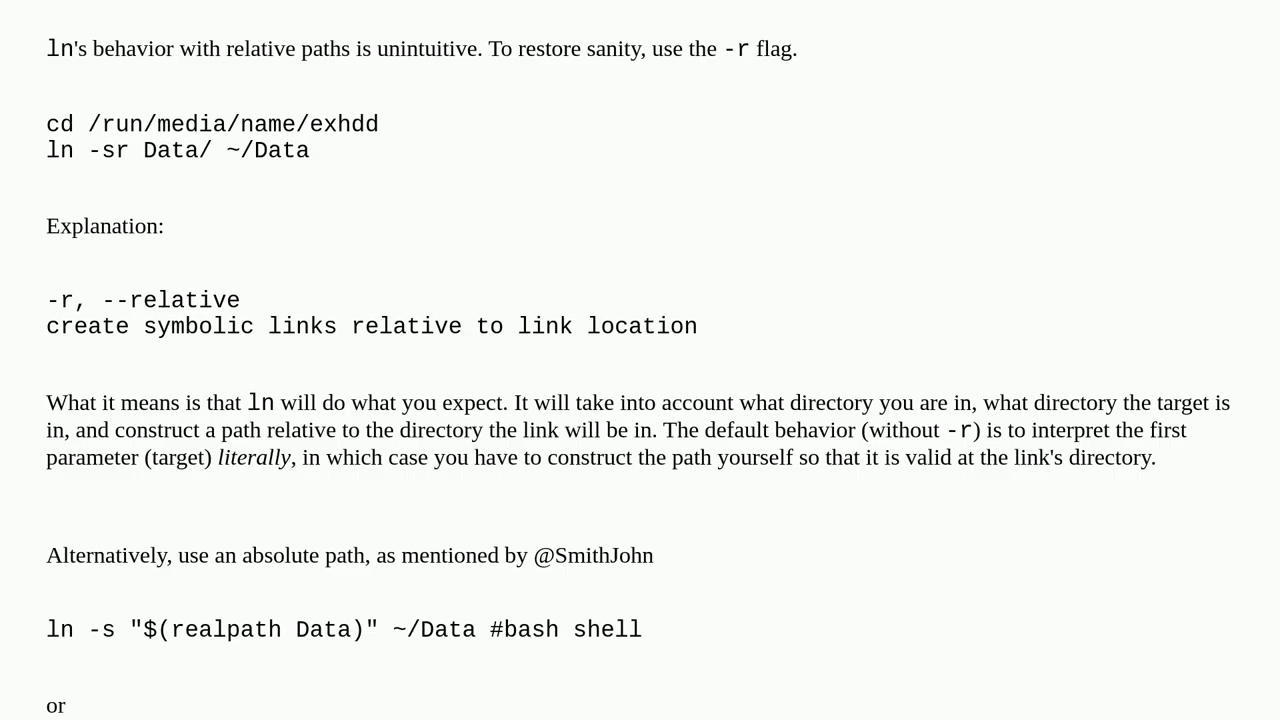 ln's behavior with relative paths is unintuitive. To restore sanity, use the -r flag.
cd /run/media/name/exhdd
ln -sr Data/ ~/Data
Explanation:
-r, --relative
create symbolic links relative to link location
What it means is that ln will do what you expect. It will take into account what directory you are in, what directory the target is
in, and construct a path relative to the directory the link will be in. The default behavior (without -r) is to interpret the first
parameter (target) literally, in which case you have to construct the path yourself so that it is valid at the link's directory.
Alternatively, use an absolute path, as mentioned by @SmithJohn
ln -s "$(realpath Data)" ~/Data #bash shell
or